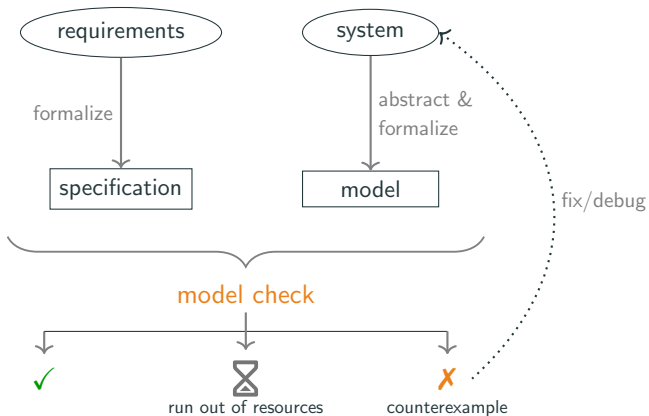 requirements
system
formalize
abstract &
formalize
specification
model
fix/debug
model check
✓
✗
run out of resources
counterexample